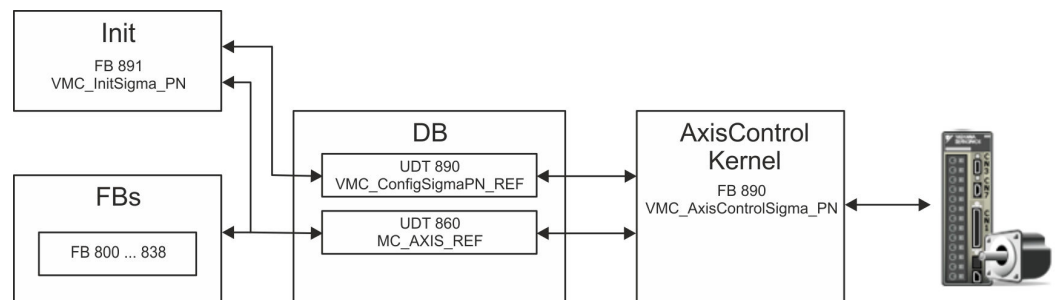 Init
FB 891
VMC_InitSigma_PN
FBs
FB 800 ... 838
DB
UDT 890
VMC_ConfigSigmaPN_REF
UDT 860
MC_AXIS_REF
AxisControl
Kernel
FB 890
VMC_AxisControlSigma_PN